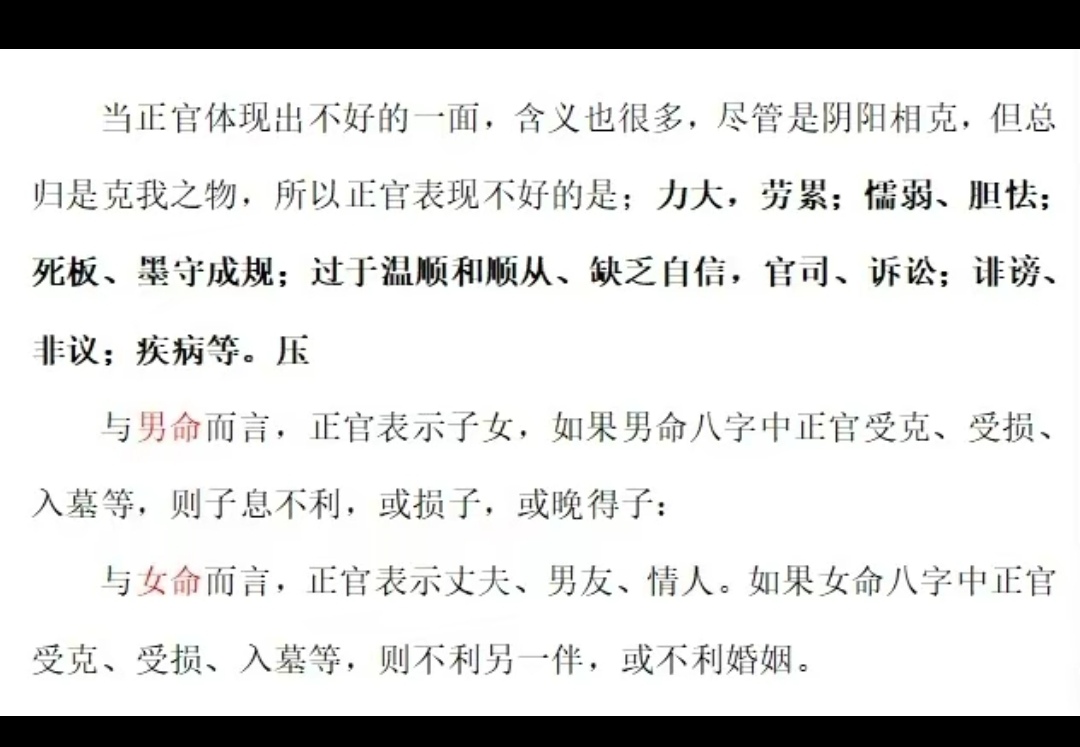 当正官体现出不好的一面，含义也很多，尽管是阴阳相克，但总
归是克我之物，所以正官表现不好的是；力大，劳累；懦弱、胆怯；
死板、墨守成规；过于温顺和顺从、缺乏自信，官司、诉讼；诽谤、
非议；疾病等。压
与男命而言，正官表示子女，如果男命八字中正官受克、受损、
入墓等，则子息不利，或损子，或晚得子：
与女命而言，正官表示丈夫、男友、情人。如果女命八字中正官
受克、受损、入墓等，则不利另一伴，或不利婚姻。